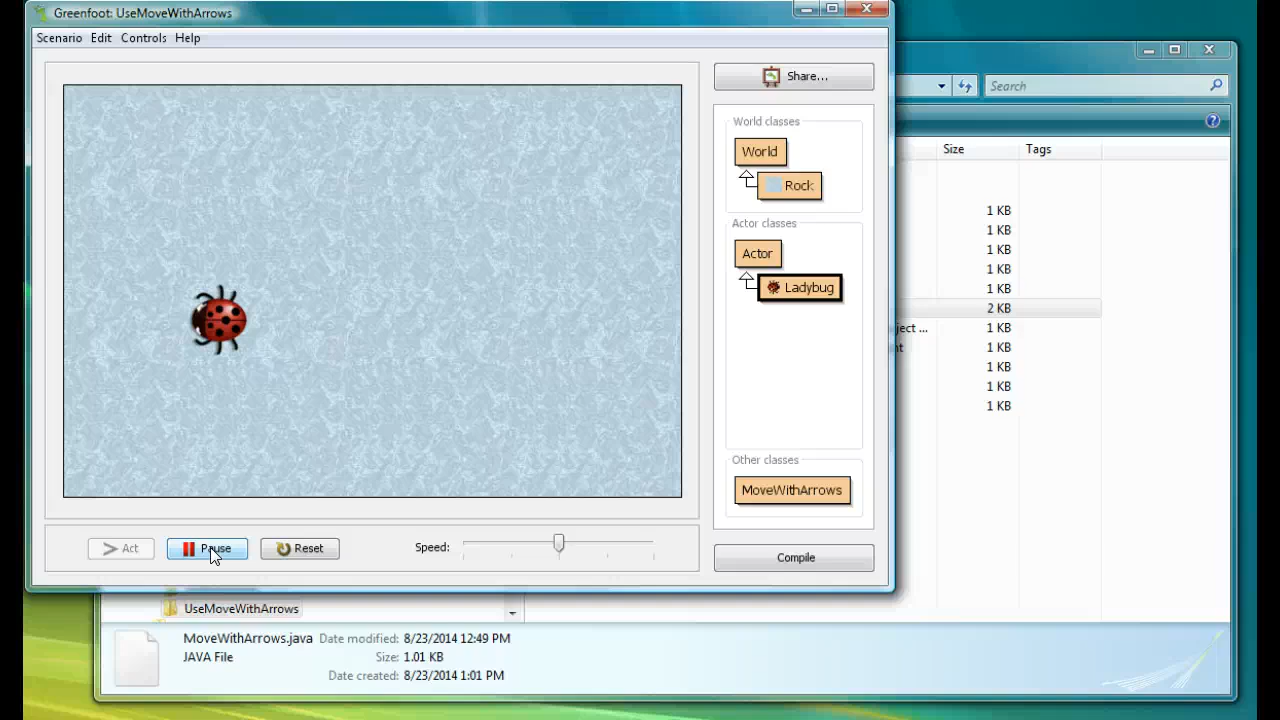 Greenfoot: UseMoveWithArrows
Scenario Edit Controls Help
Share...
Search
World classes
World
Rock
Size Tags
Actor classes
Actor
Ladybug
1 KB
1 KB
1 KB
1 KB
1 KB
2 KB
ject ... 1 KB
nt 1 KB
1 KB
1 KB
1 KB
Other classes
MoveWithArrows
Act Pause Reset Speed:
Compile
UseMoveWithArrows
MoveWithArrows.java Date modified: 8/23/2014 12:49 PM
JAVA File Size: 1.01 KB
Date created: 8/23/2014 1:01 PM